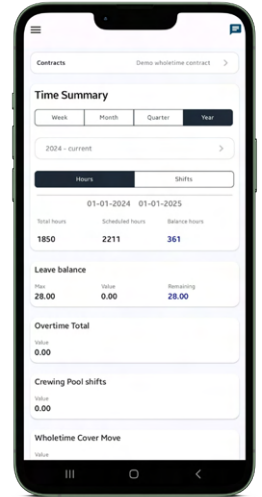 Contracts Demo wholetime contract
Time Summary
Week Month Quarter Year
2024 - current
Hours Shifts
01-01-2024 01-01-2025
Total hours Scheduled hours Balance hours
1850 2211 361
Leave balance
Max Value Remaining
28.00 0.00 28.00
Overtime Total
Value
0.00
Crewing Pool shifts
Value
0.00
Wholetime Cover Move
Value